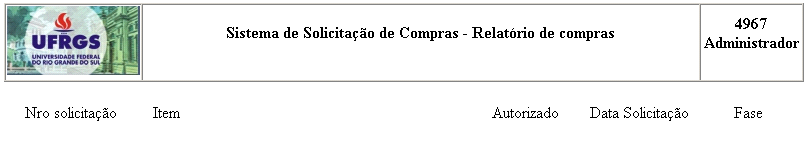 UFRGS
UNIVERSIDADE FEDERAL
DO RIO GRANDE DO SUL
Sistema de Solicitação de Compras - Relatório de compras
4967
Administrador
Nro solicitação Item Autorizado Data Solicitação Fase